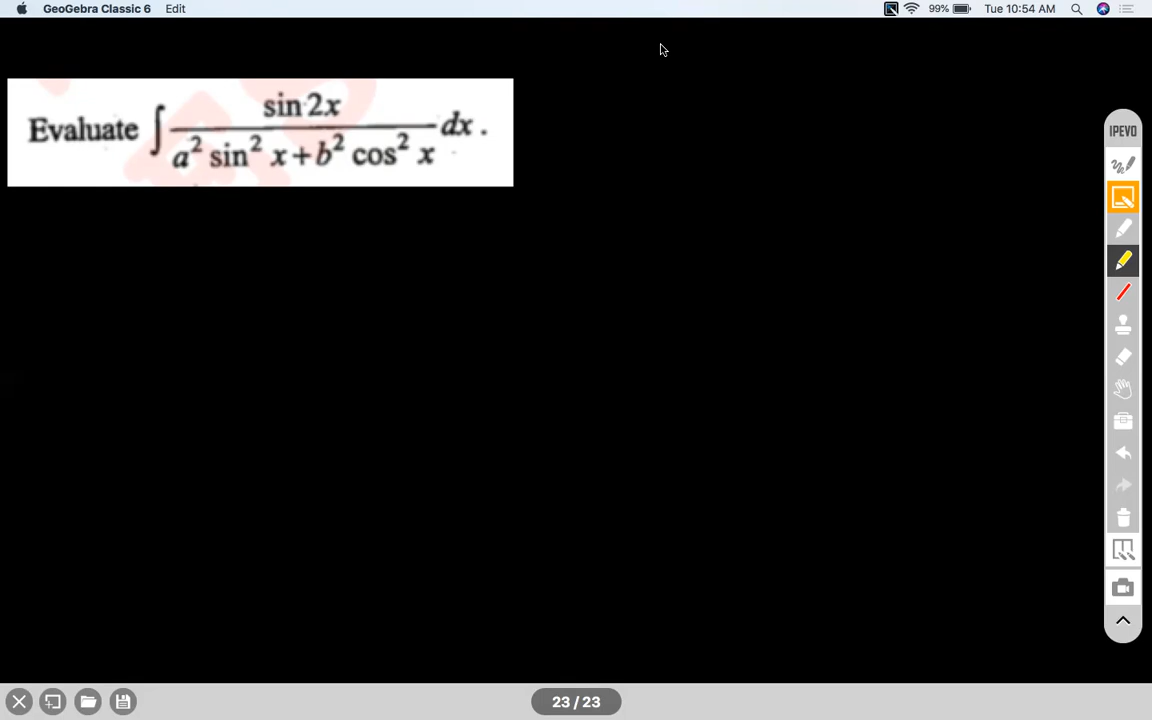 GeoGebra Classic 6 Edit 99% Tue 10:54 AM
Evaluate ∫ sin 2x / (a² sin² x + b² cos² x) dx .
IPEVO
23 / 23